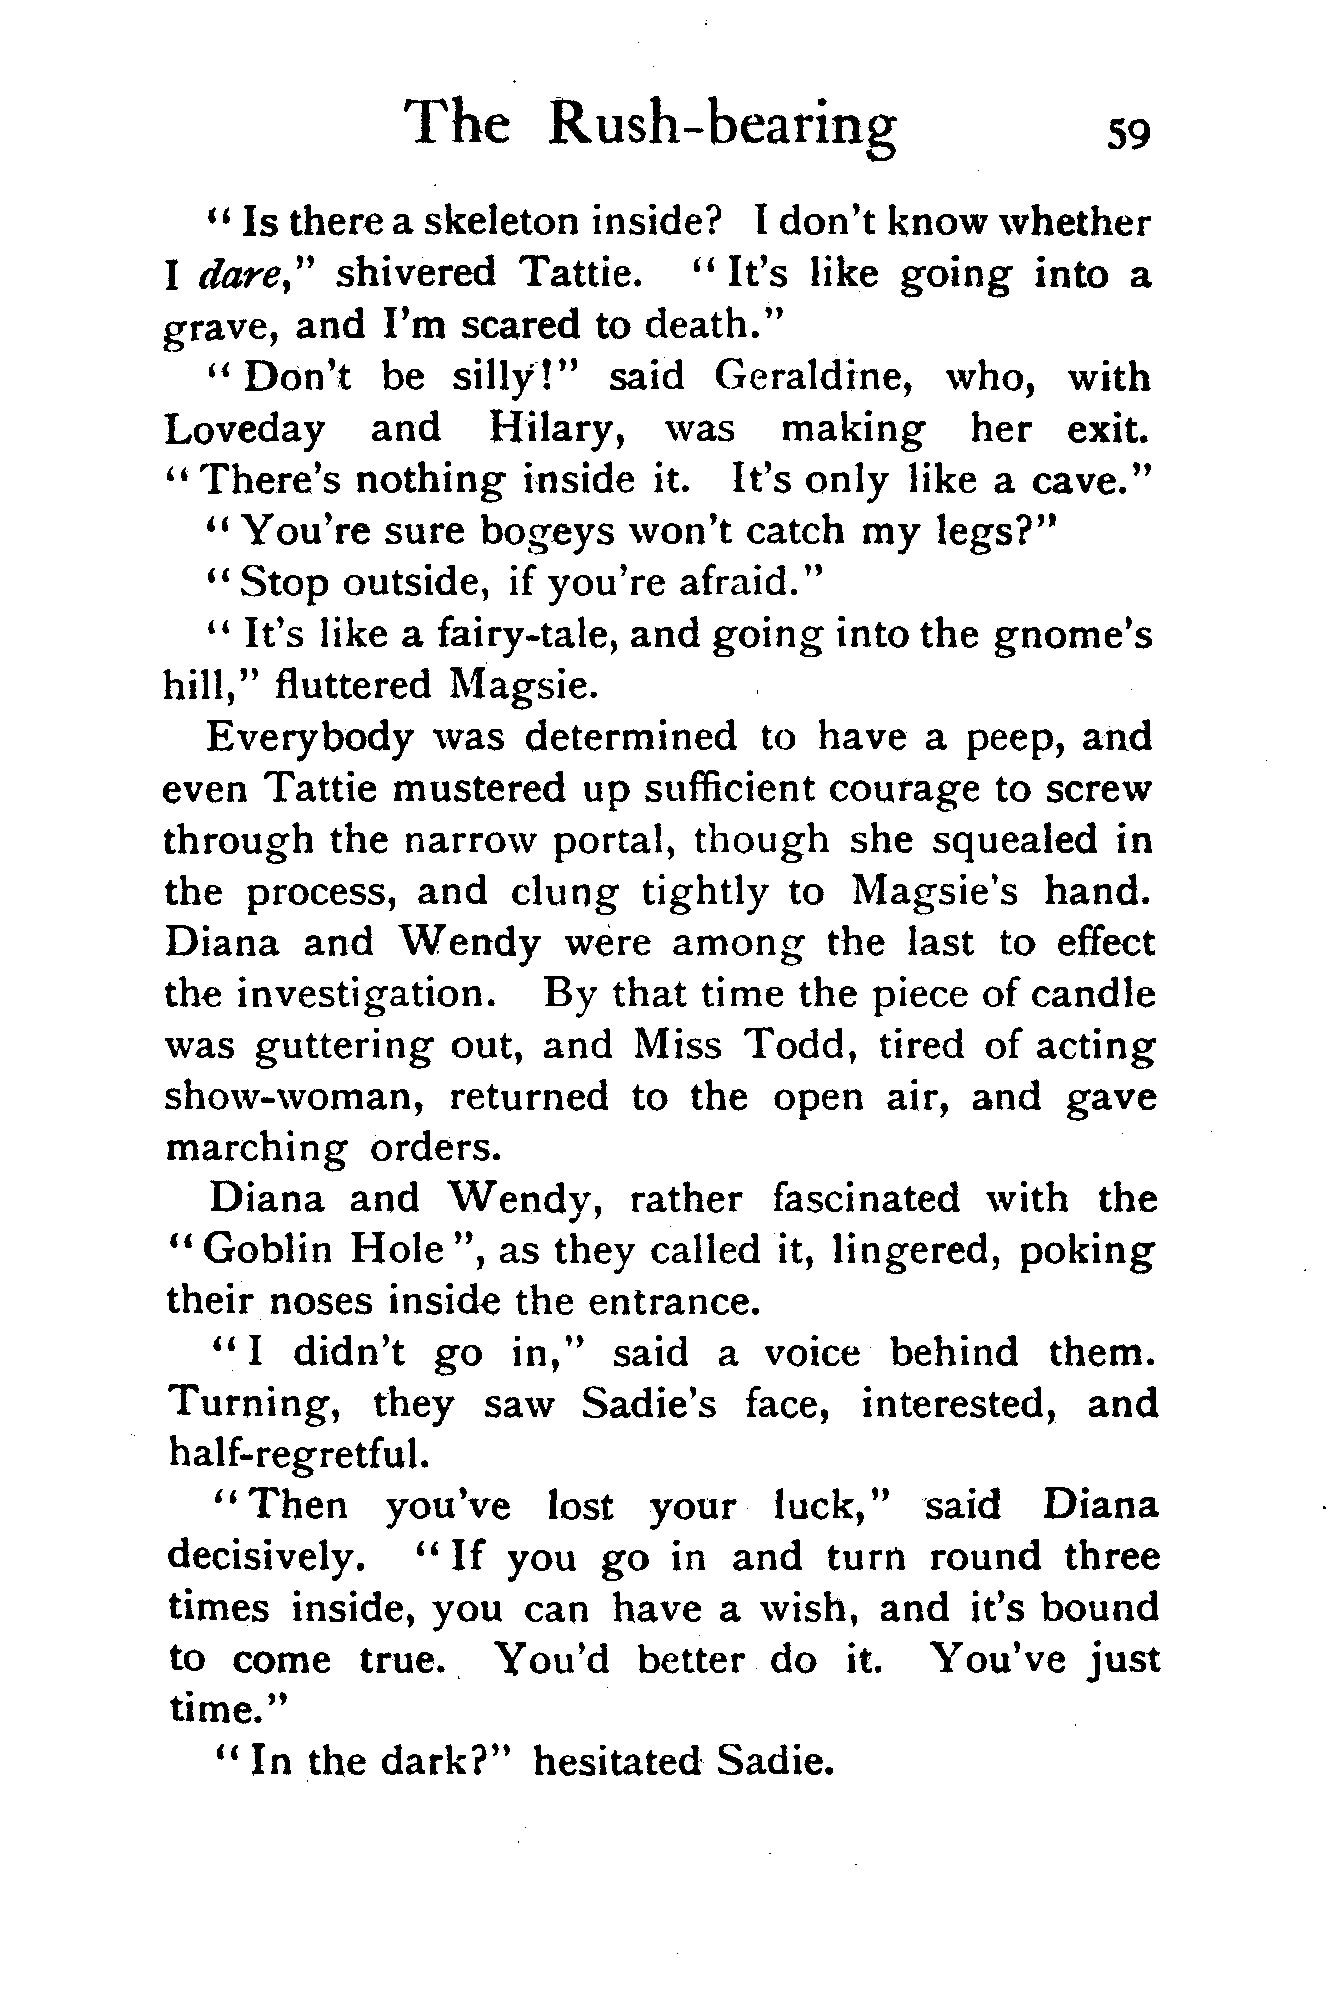 The Rush-bearing 59
“ Is there a skeleton inside? I don't know whether
I dare,” shivered Tattie. “ It's like going into a
grave, and I'm scared to death.”
“ Don't be silly!” said Geraldine, who, with
Loveday and Hilary, was making her exit.
“ There's nothing inside it. It's only like a cave.”
“ You're sure bogeys won't catch my legs?”
“ Stop outside, if you're afraid.”
“ It's like a fairy-tale, and going into the gnome's
hill,” fluttered Magsie.
Everybody was determined to have a peep, and
even Tattie mustered up sufficient courage to screw
through the narrow portal, though she squealed in
the process, and clung tightly to Magsie's hand.
Diana and Wendy were among the last to effect
the investigation. By that time the piece of candle
was guttering out, and Miss Todd, tired of acting
show-woman, returned to the open air, and gave
marching orders.
Diana and Wendy, rather fascinated with the
“ Goblin Hole ”, as they called it, lingered, poking
their noses inside the entrance.
“ I didn't go in,” said a voice behind them.
Turning, they saw Sadie's face, interested, and
half-regretful.
“ Then you've lost your luck,” said Diana
decisively. “ If you go in and turn round three
times inside, you can have a wish, and it's bound
to come true. You'd better do it. You've just
time.”
“ In the dark?” hesitated Sadie.